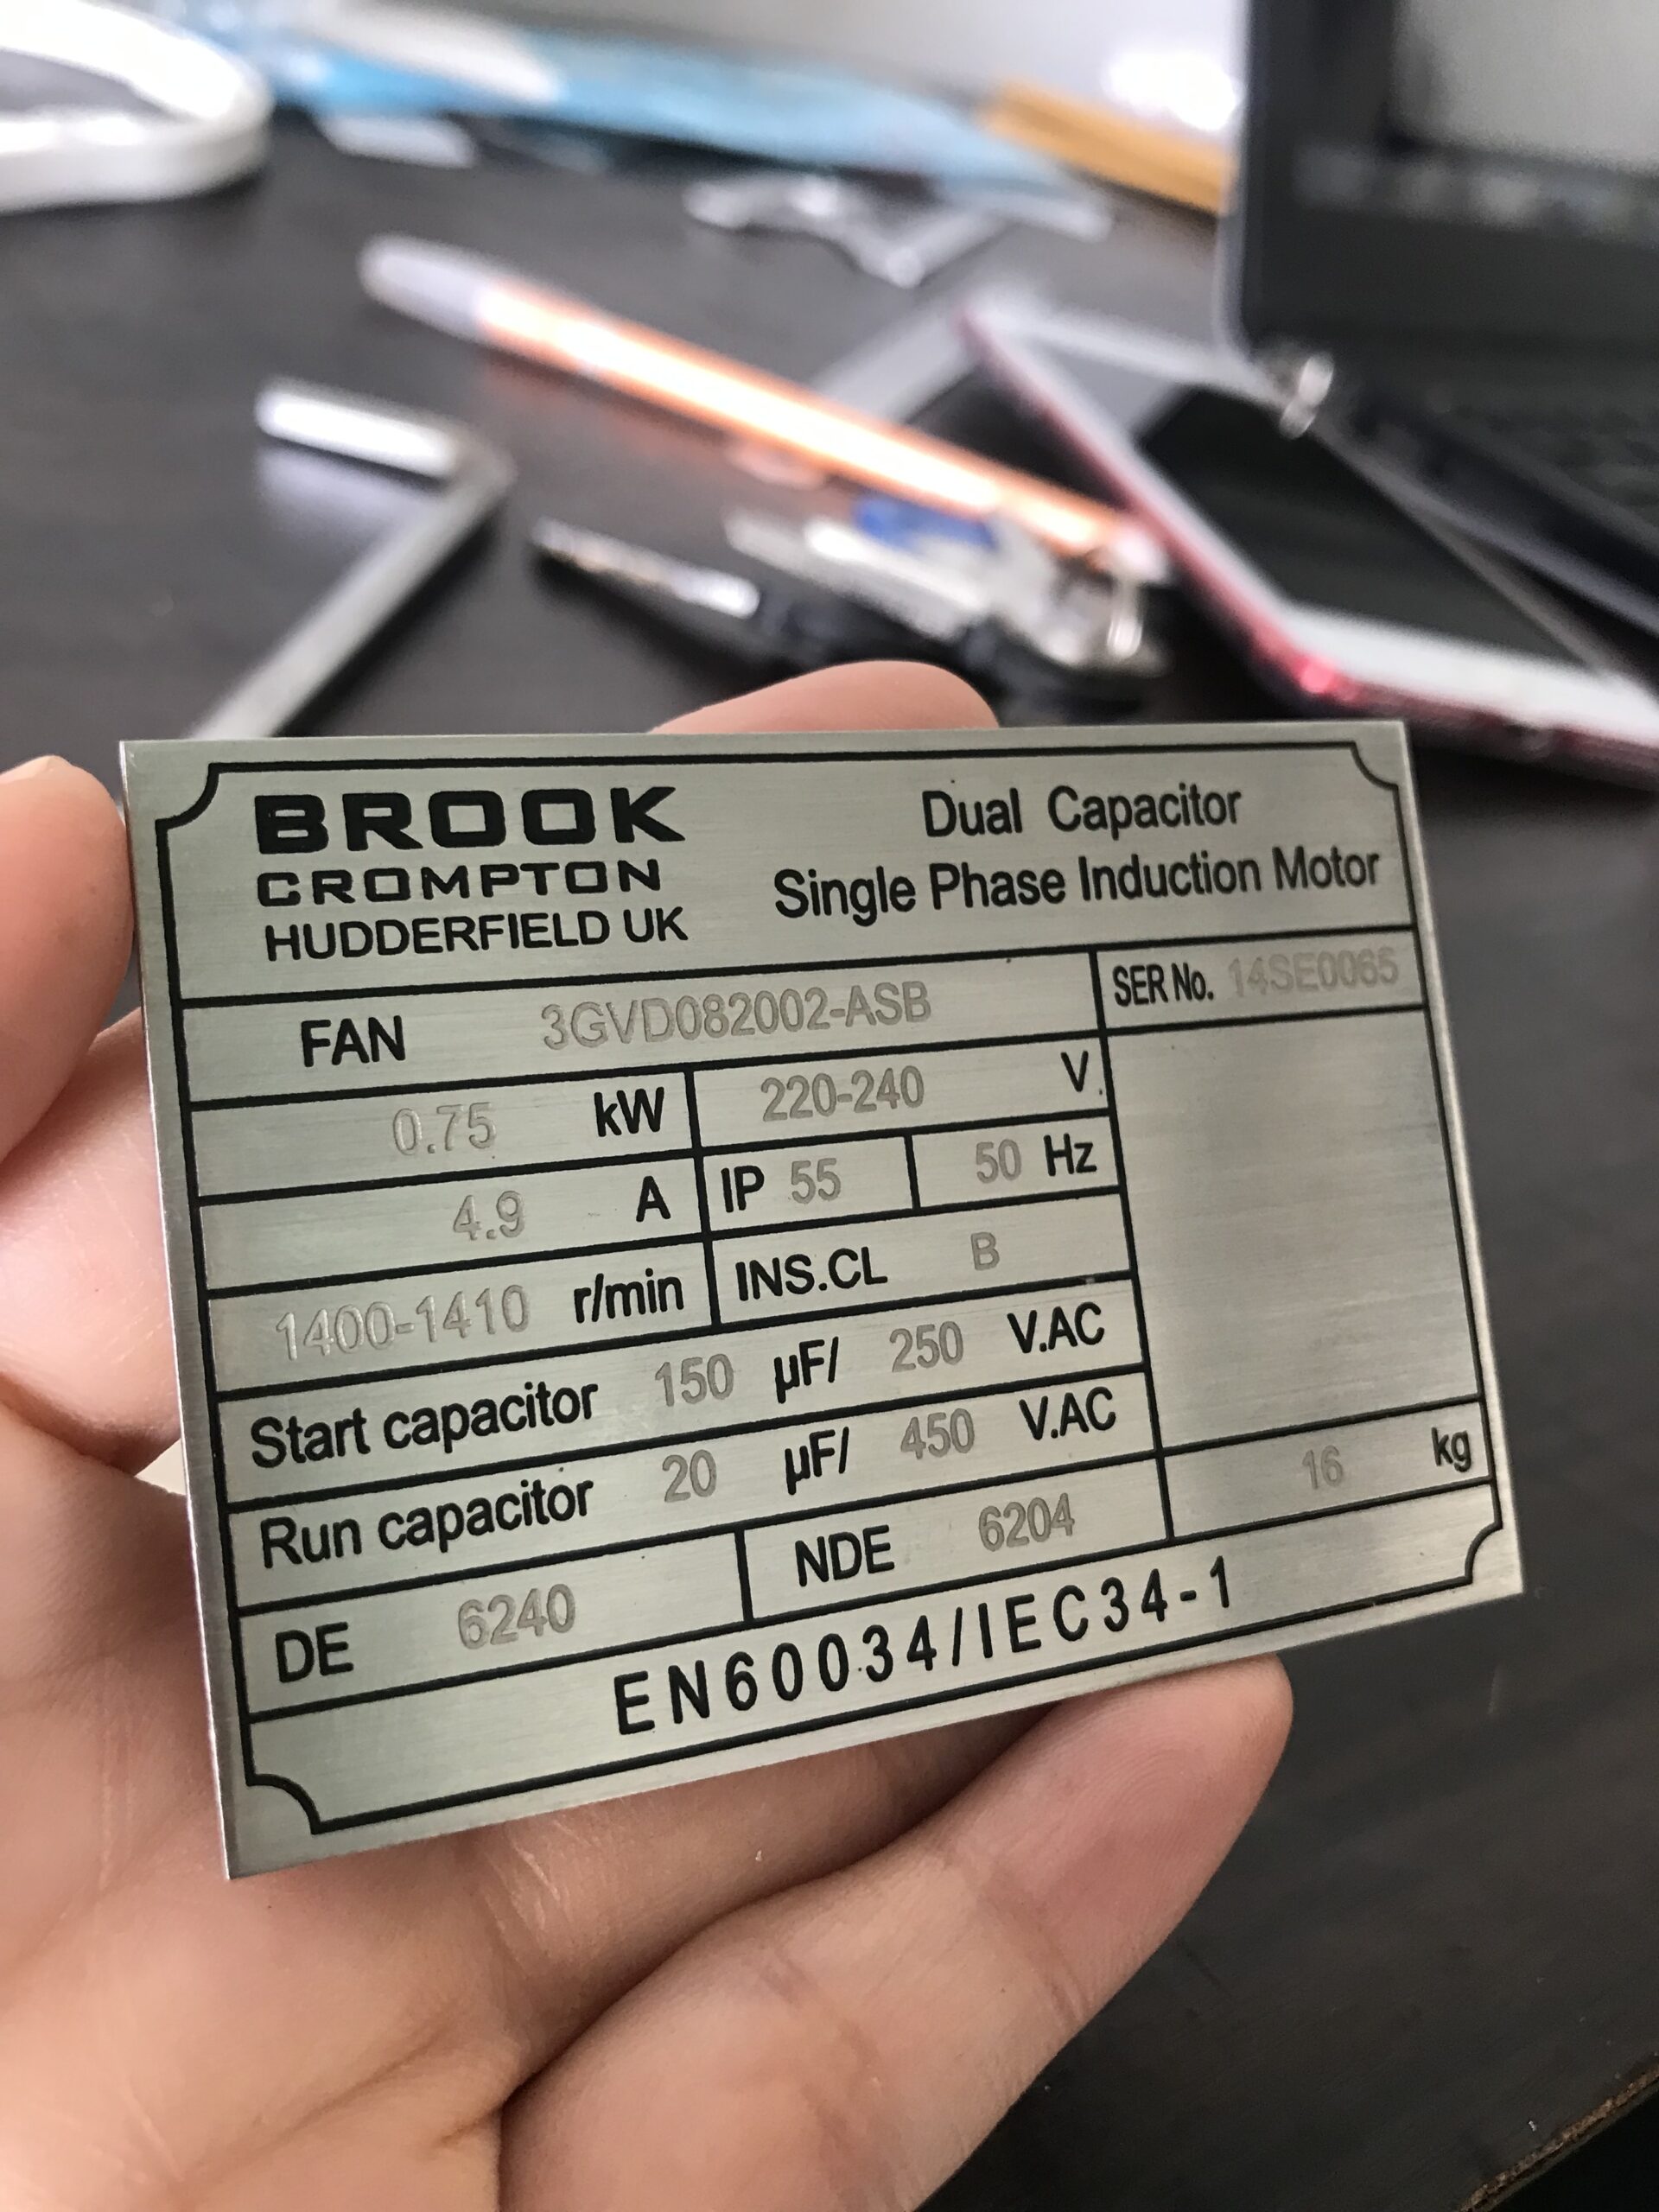 BROOK
CROMPTON
HUDDERFIELD UK
Dual Capacitor
Single Phase Induction Motor
FAN 3GVD082002-ASB
SER No. 14SE0065
0.75 kW
220-240 V
4.9 A
IP 55
50 Hz
1400-1410 r/min
INS.CL B
Start capacitor 150 µF/ 250 V.AC
Run capacitor 20 µF/ 450 V.AC
DE 6240
NDE 6204
16 kg
EN60034/IEC34-1